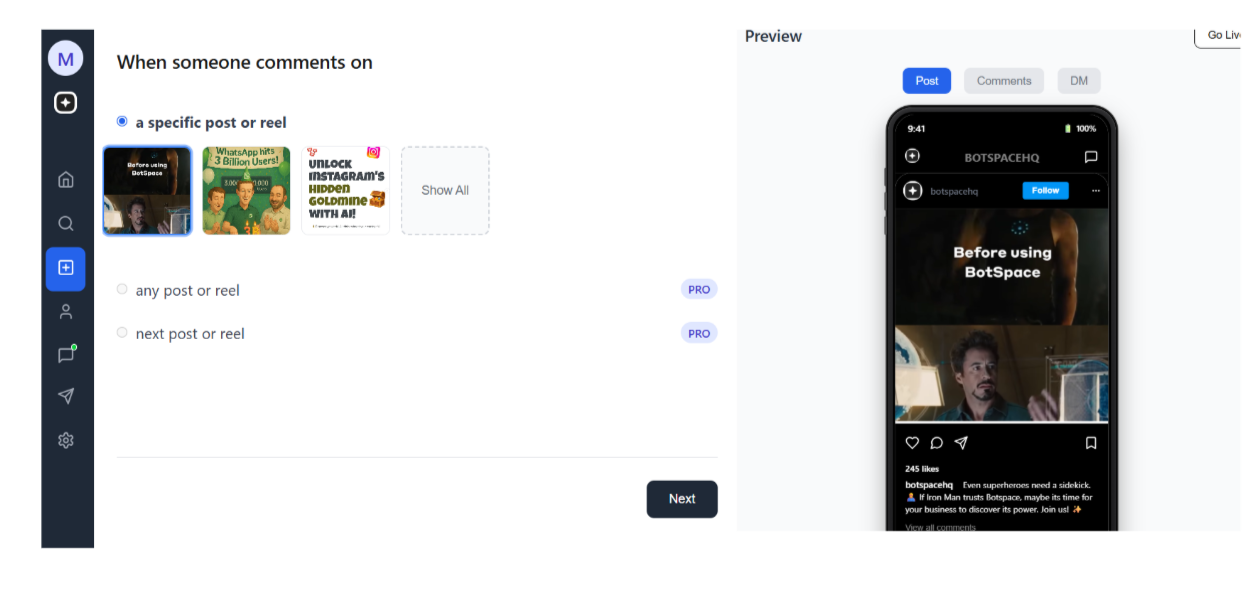 M
When someone comments on
a specific post or reel
Before using
BotSpace
WhatsApp hits
3 Billion Users!
UNLOCK
INSTAGRAM'S
HIDDEN
GOLDMINE
WITH AI!
Show All
any post or reel
PRO
next post or reel
PRO
Next
Preview
Go Liv
Post
Comments
DM
9:41
100%
BOTSPACEHQ
botspacehq
Follow
Before using
BotSpace
245 likes
botspacehq Even superheroes need a sidekick.
If Iron Man trusts Botspace, maybe its time for
your business to discover its power. Join us!
View all comments